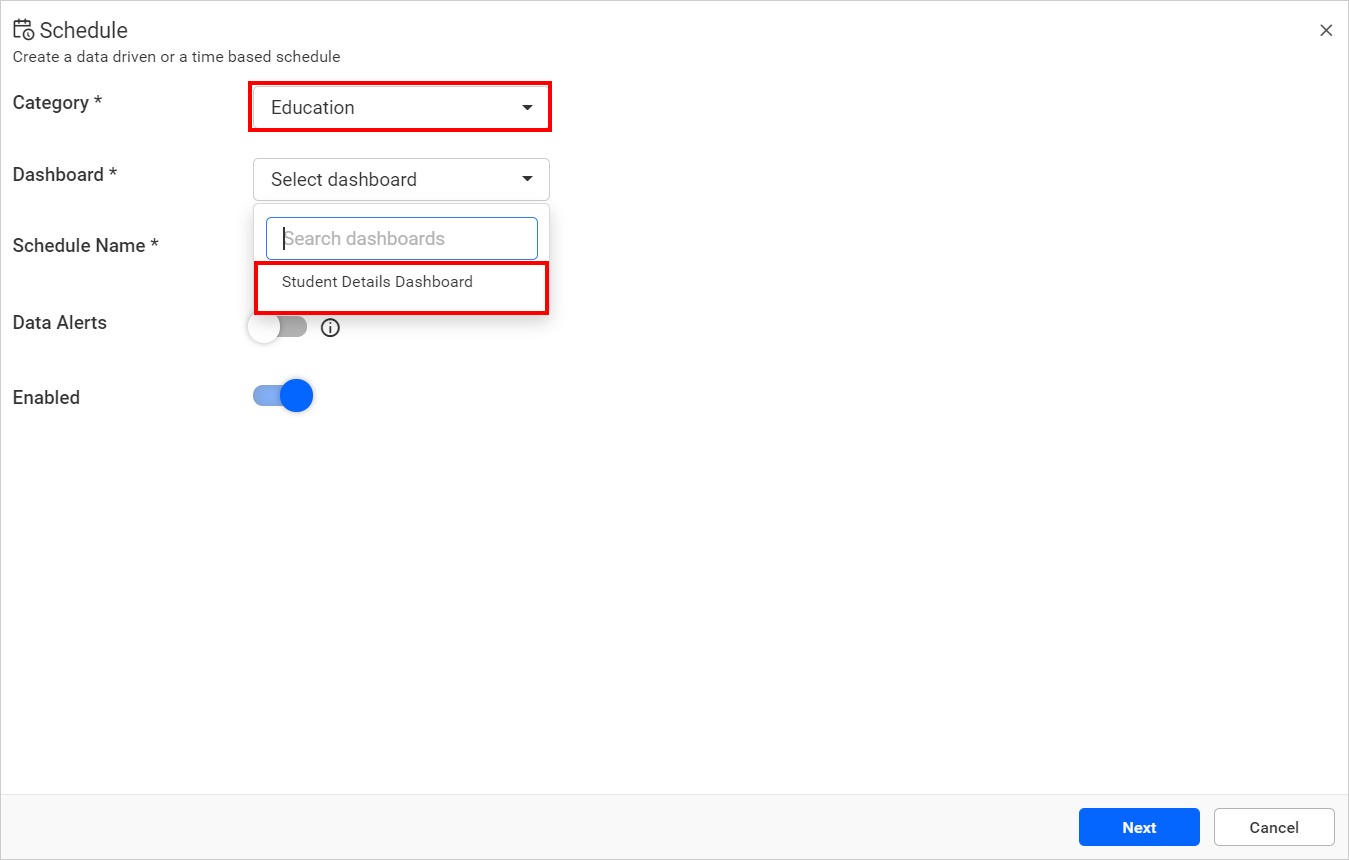 Schedule
Create a data driven or a time based schedule
Category *
Education
Dashboard *
Select dashboard
Search dashboards
Schedule Name *
Student Details Dashboard
Data Alerts
Enabled
Next
Cancel